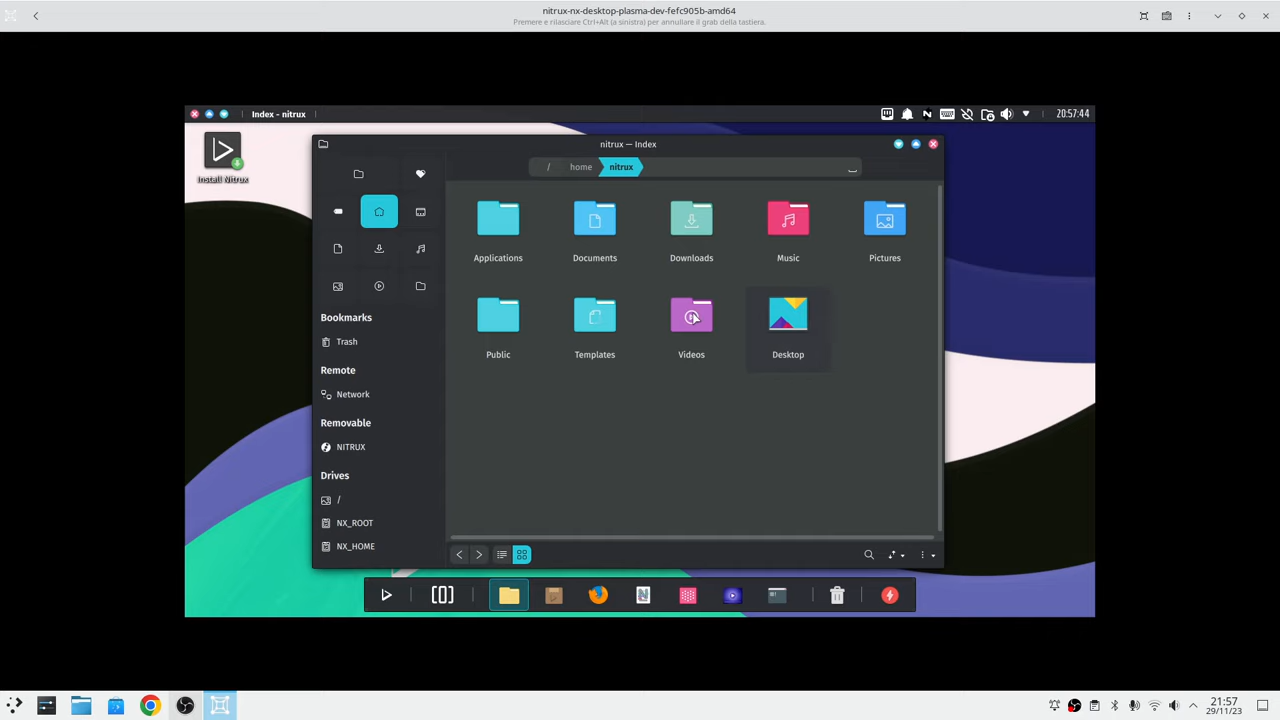 nitrux-nx-desktop-plasma-dev-fefc905b-amd64
Premere e rilasciare Ctrl+Alt (a sinistra) per annullare il grab della tastiera.
Index - nitrux
20:57:44
Install Nitrux
nitrux — Index
/ home nitrux
Applications Documents Downloads Music Pictures
Public Templates Videos Desktop
Bookmarks
Trash
Remote
Network
Removable
NITRUX
Drives
/
NX_ROOT
NX_HOME
21:57
29/11/23